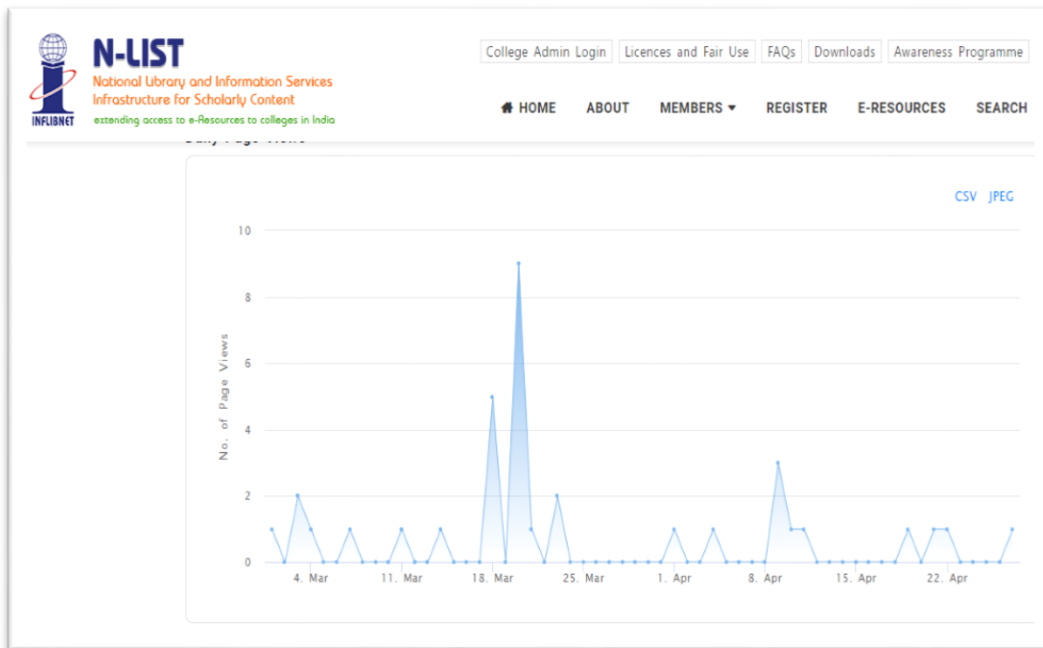 N-LIST
National Library and Information Services
Infrastructure for Scholarly Content
extending access to e-Resources to colleges in India
INFLIBNET
College Admin Login
Licences and Fair Use
FAQs
Downloads
Awareness Programme
HOME
ABOUT
MEMBERS
REGISTER
E-RESOURCES
SEARCH
Daily Page Views
CSV JPEG
No. of Page Views
10
8
6
4
2
0
4. Mar
11. Mar
18. Mar
25. Mar
1. Apr
8. Apr
15. Apr
22. Apr